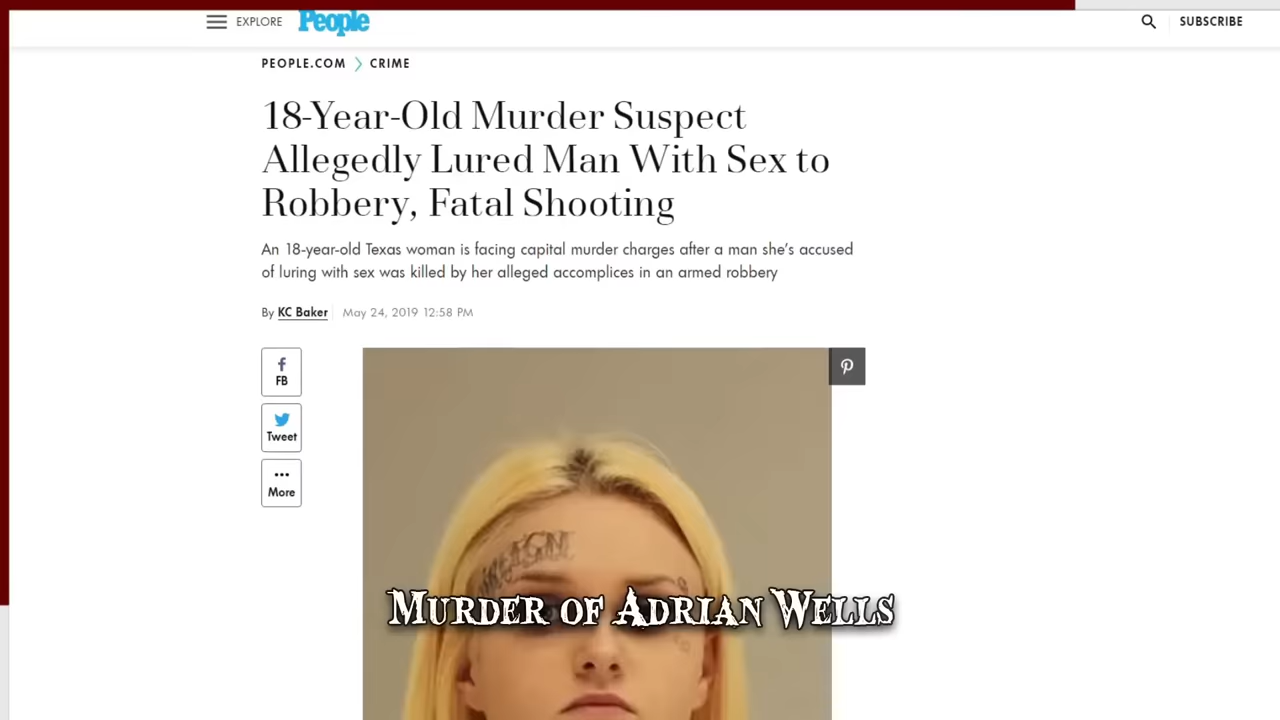 EXPLORE People SUBSCRIBE
PEOPLE.COM CRIME
18-Year-Old Murder Suspect
Allegedly Lured Man With Sex to
Robbery, Fatal Shooting
An 18-year-old Texas woman is facing capital murder charges after a man she's accused
of luring with sex was killed by her alleged accomplices in an armed robbery
By KC Baker May 24, 2019 12:58 PM
FB
Tweet
More
Murder of Adrian Wells